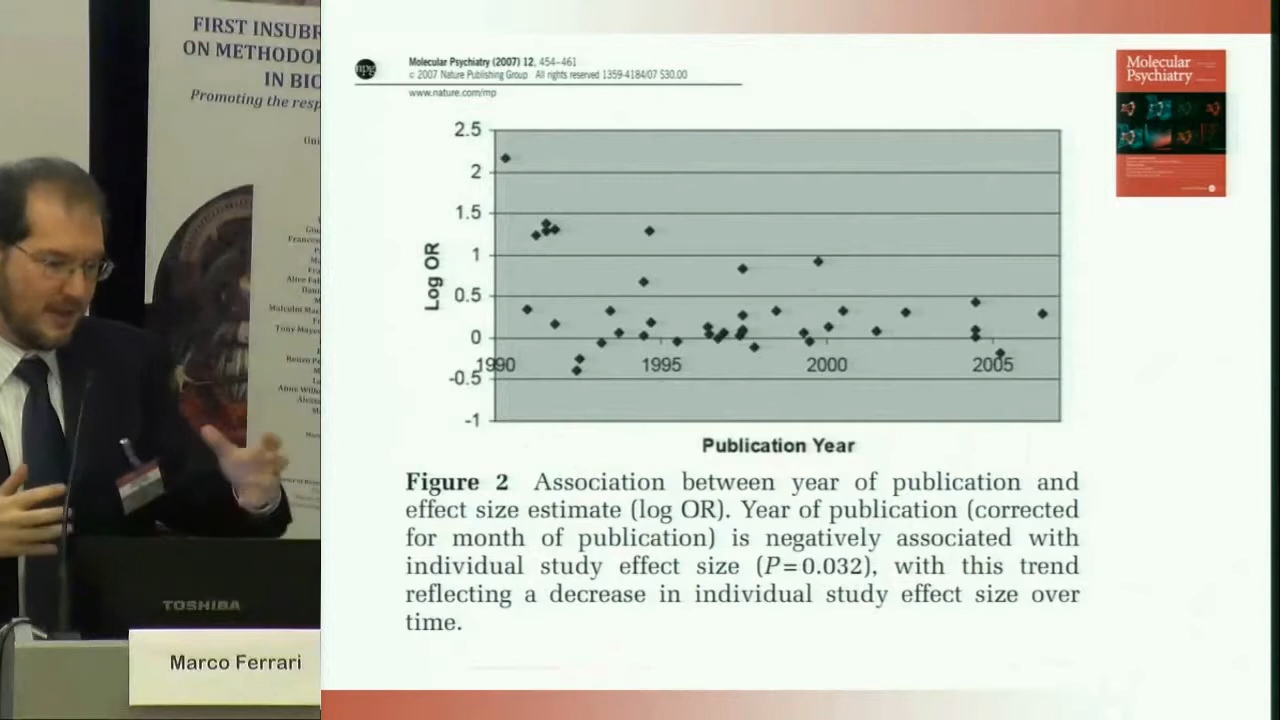 FIRST INSUBR
ON METHODOL
IN BIO
Promoting the resp
TOSHIBA
Marco Ferrari
npg
Molecular Psychiatry (2007) 12, 454–461
© 2007 Nature Publishing Group All rights reserved 1359-4184/07 $30.00
www.nature.com/mp
Molecular
Psychiatry
2.5
2
1.5
1
0.5
0
-0.5
-1
Log OR
1990 1995 2000 2005
Publication Year
Figure 2 Association between year of publication and
effect size estimate (log OR). Year of publication (corrected
for month of publication) is negatively associated with
individual study effect size (P=0.032), with this trend
reflecting a decrease in individual study effect size over
time.